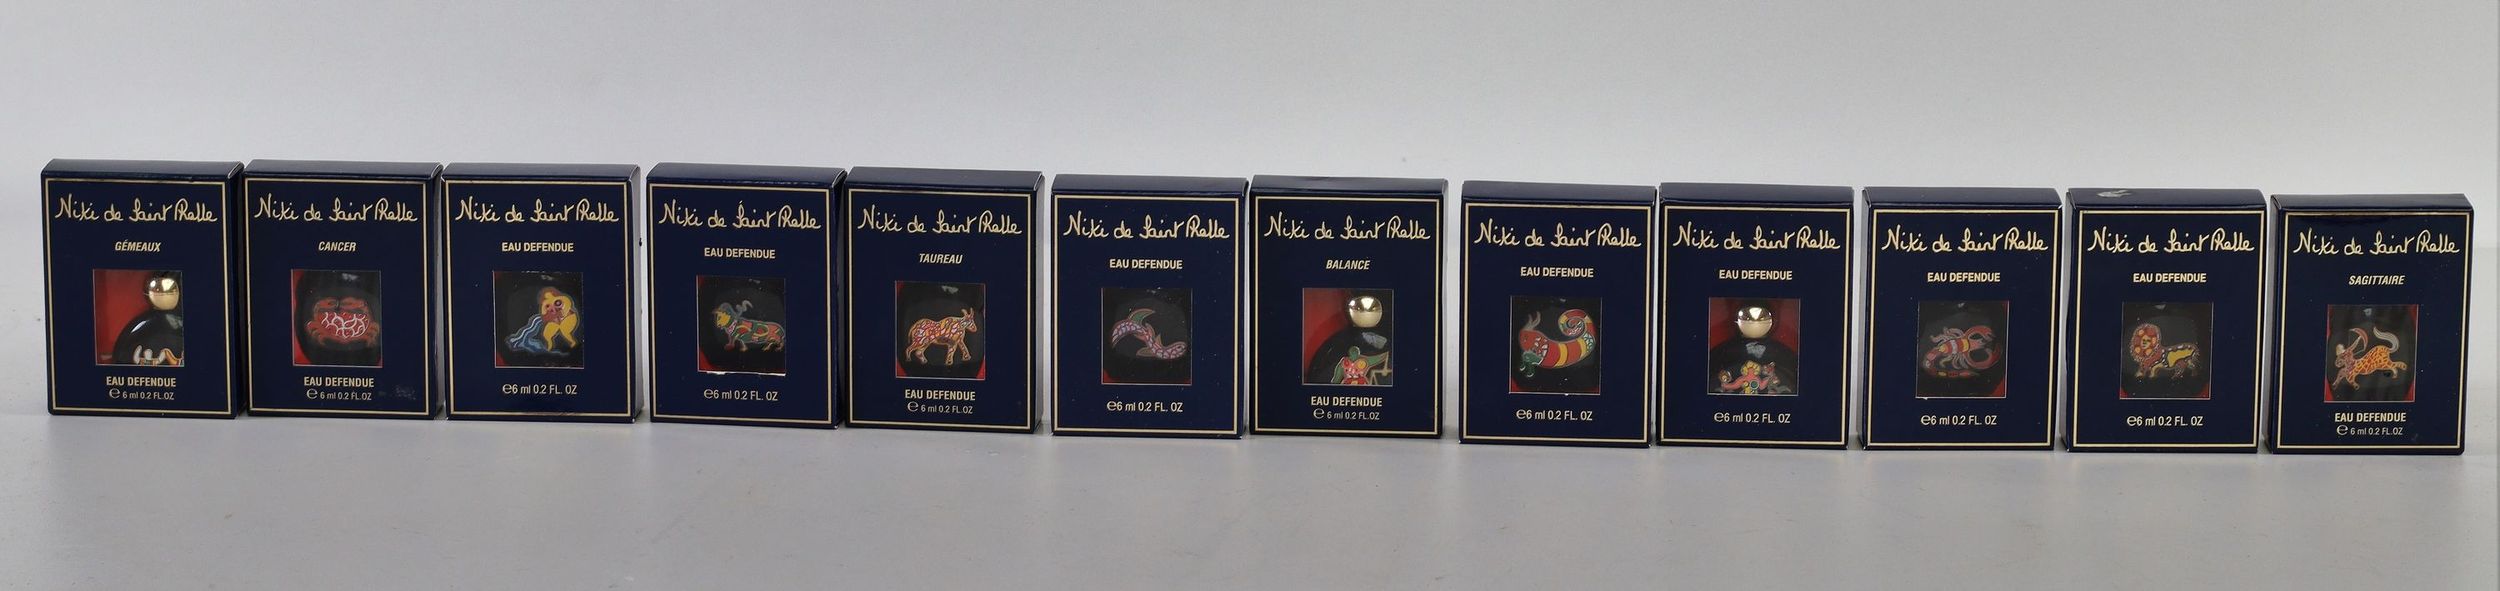 Niki de Saint Phalle
GÉMEAUX
EAU DEFENDUE
℮ 6 ml 0.2 FL.OZ
Niki de Saint Phalle
CANCER
EAU DEFENDUE
℮ 6 ml 0.2 FL.OZ
Niki de Saint Phalle
EAU DEFENDUE
℮6 ml 0.2 FL. OZ
Niki de Saint Phalle
EAU DEFENDUE
℮6 ml 0.2 FL. OZ
Niki de Saint Phalle
TAUREAU
EAU DEFENDUE
℮ 6 ml 0.2 FL.OZ
Niki de Saint Phalle
EAU DEFENDUE
℮6 ml 0.2 FL. OZ
Niki de Saint Phalle
BALANCE
EAU DEFENDUE
℮ 6 ml 0.2 FL.OZ
Niki de Saint Phalle
EAU DEFENDUE
℮6 ml 0.2 FL. OZ
Niki de Saint Phalle
EAU DEFENDUE
℮6 ml 0.2 FL. OZ
Niki de Saint Phalle
EAU DEFENDUE
℮6 ml 0.2 FL. OZ
Niki de Saint Phalle
EAU DEFENDUE
℮6 ml 0.2 FL. OZ
Niki de Saint Phalle
SAGITTAIRE
EAU DEFENDUE
℮ 6 ml 0.2 FL.OZ